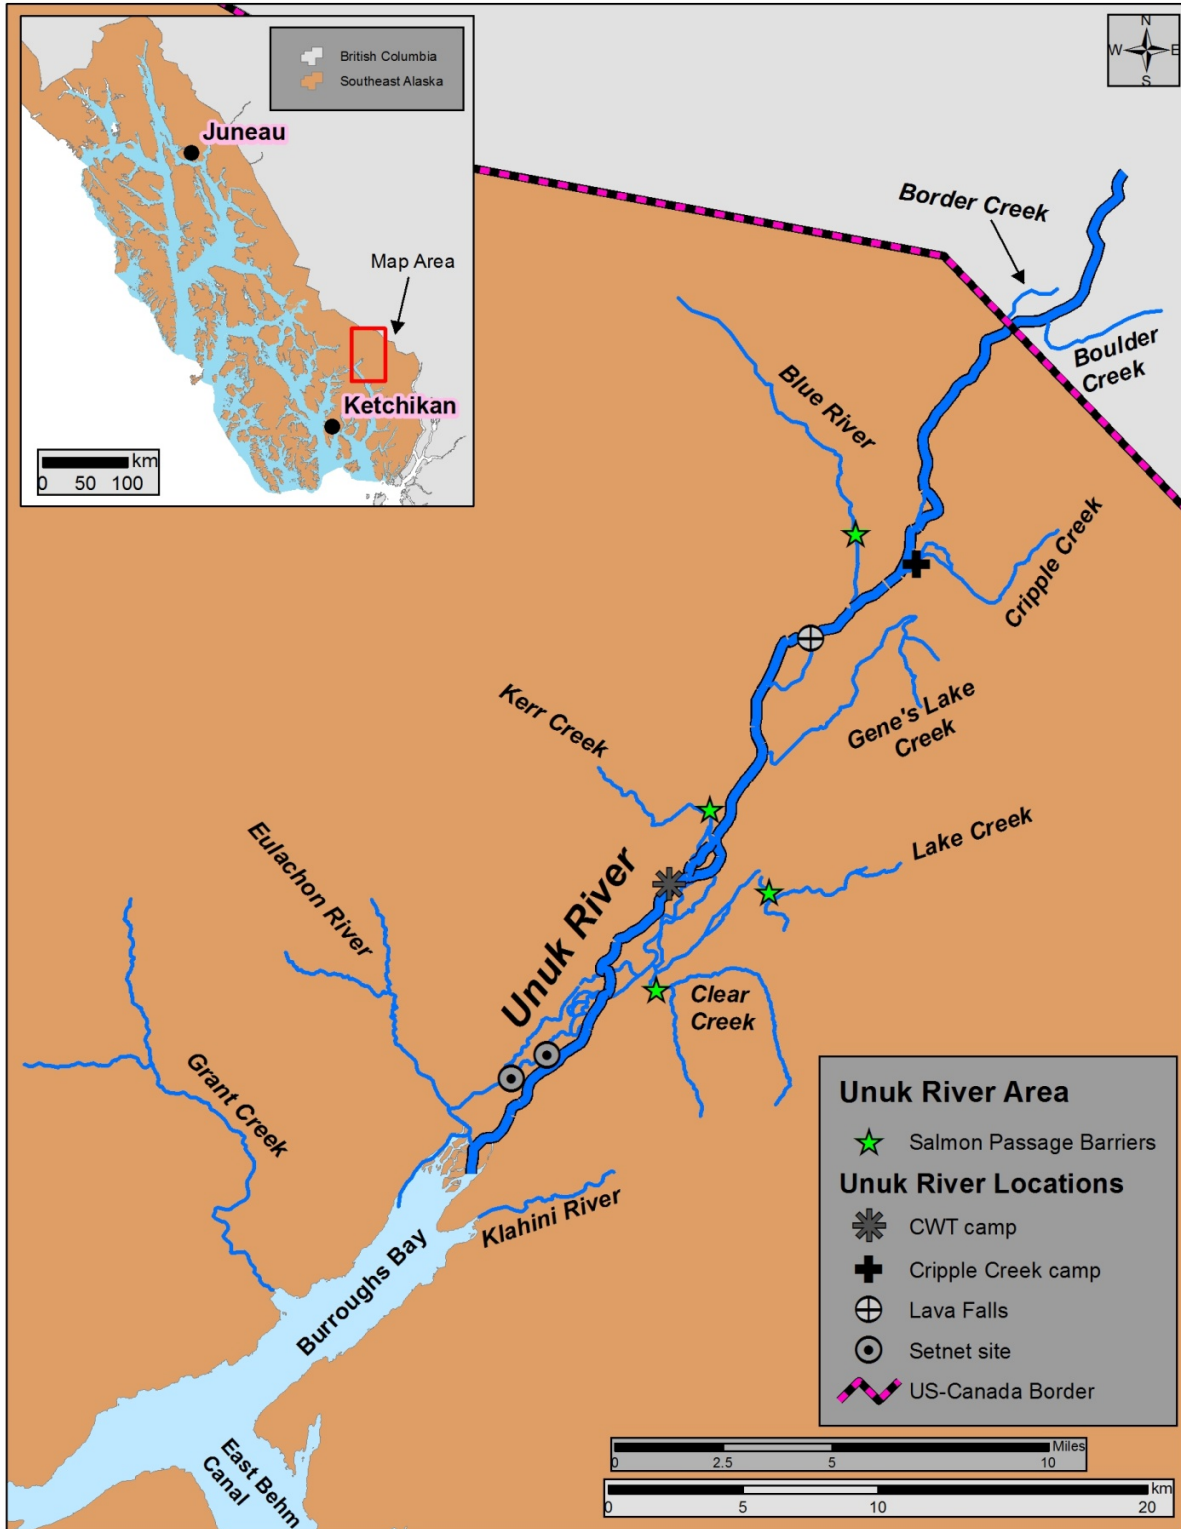 British Columbia
Southeast Alaska
Juneau
Map Area
Ketchikan
km
0 50 100
N
W E
S
Border Creek
Boulder
Creek
Blue River
Cripple Creek
Gene's Lake
Creek
Kerr Creek
Lake Creek
Eulachon River
Unuk River
Clear
Creek
Grant Creek
Klahini River
Burroughs Bay
East Behm
Canal
Unuk River Area
Salmon Passage Barriers
Unuk River Locations
CWT camp
Cripple Creek camp
Lava Falls
Setnet site
US-Canada Border
Miles
0 2.5 5 10
km
0 5 10 20